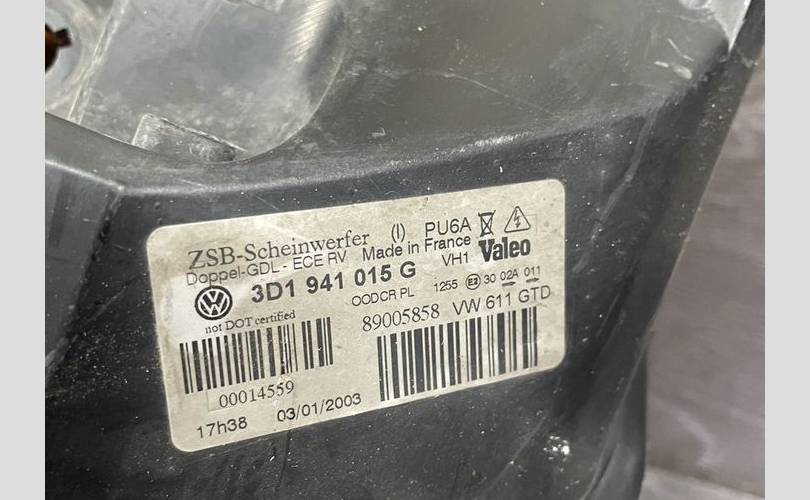 ZSB-Scheinwerfer (I) PU6A
Doppel-GDL - ECE RV Made in France Valeo
3D1 941 015 G VH1
OODCR PL 1255 E2 30 02A 011
not DOT certified 89005858 VW 611 GTD
00014559
17h38 03/01/2003